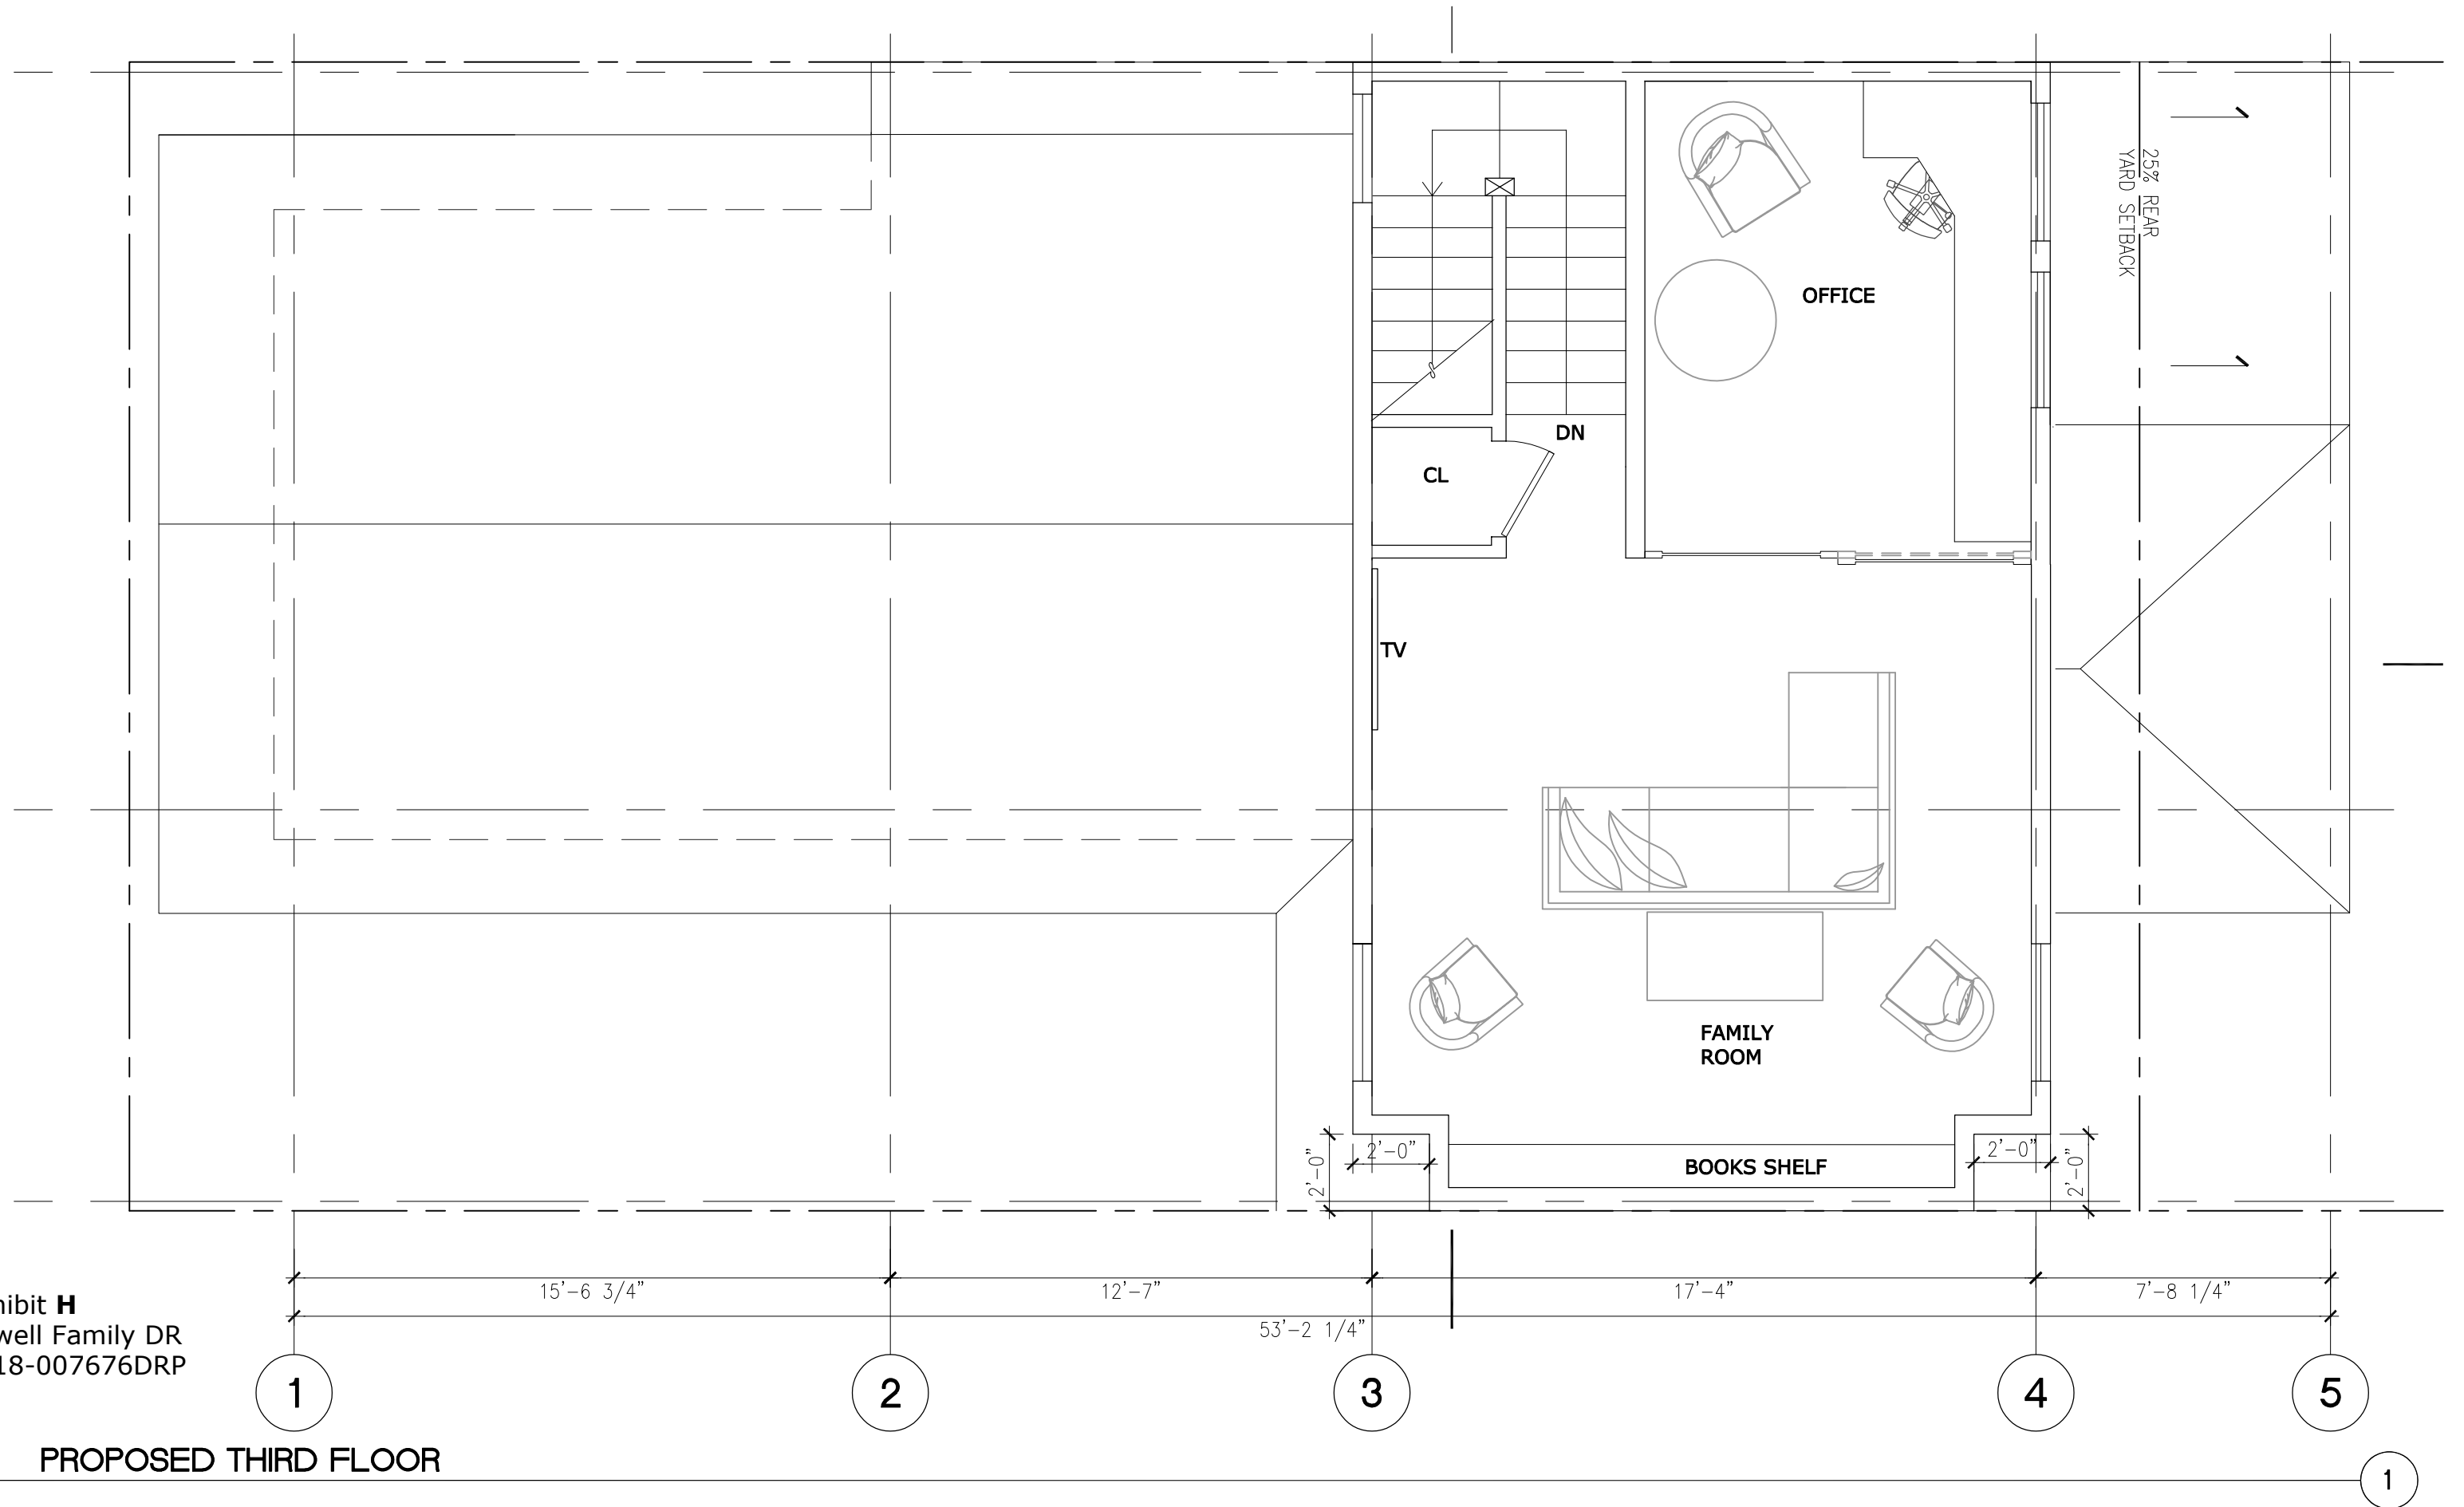 25% REAR
YARD SETBACK
OFFICE
DN
CL
TV
FAMILY
ROOM
BOOKS SHELF
2'-0"
2'-0"
2'-0"
2'-0"
15'-6 3/4"
12'-7"
17'-4"
7'-8 1/4"
53'-2 1/4"
H
Family DR
18-007676DRP
1
2
3
4
5
PROPOSED THIRD FLOOR
1